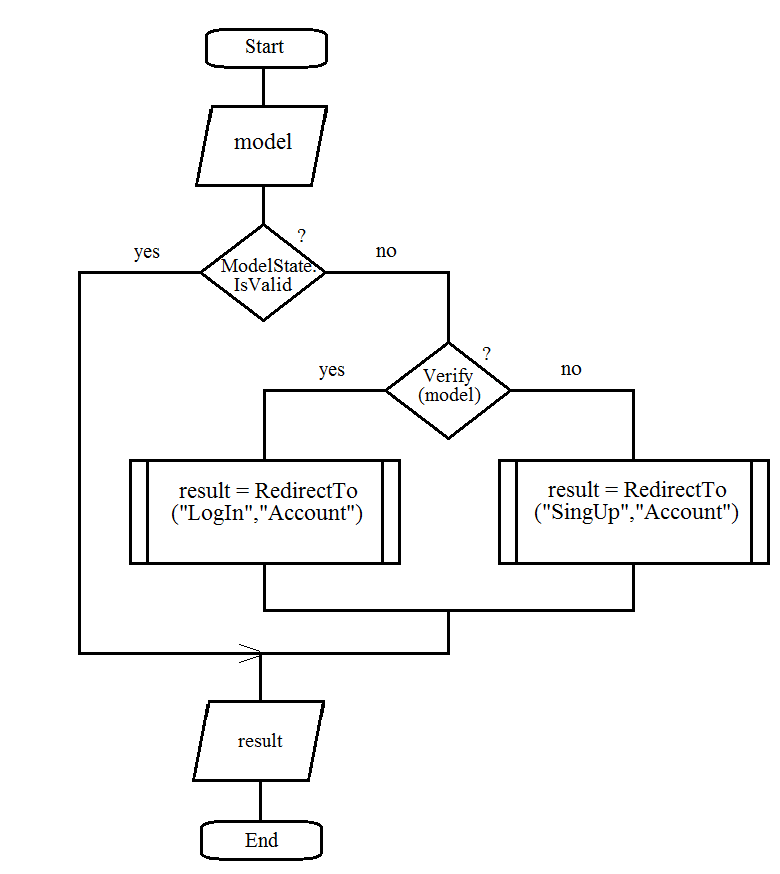 Start
model
?
yes
no
ModelState.
IsValid
?
yes
no
Verify
(model)
result = RedirectTo
("LogIn","Account")
result = RedirectTo
("SingUp","Account")
result
End